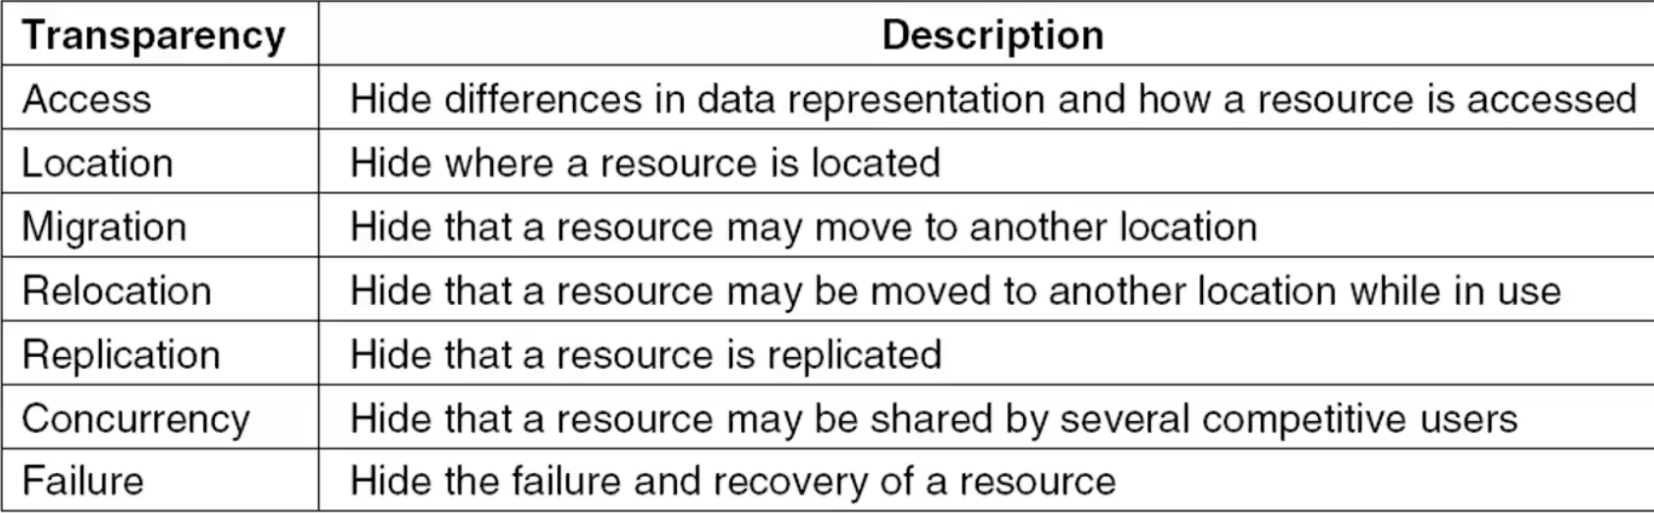 Transparency Description
Access Hide differences in data representation and how a resource is accessed
Location Hide where a resource is located
Migration Hide that a resource may move to another location
Relocation Hide that a resource may be moved to another location while in use
Replication Hide that a resource is replicated
Concurrency Hide that a resource may be shared by several competitive users
Failure Hide the failure and recovery of a resource